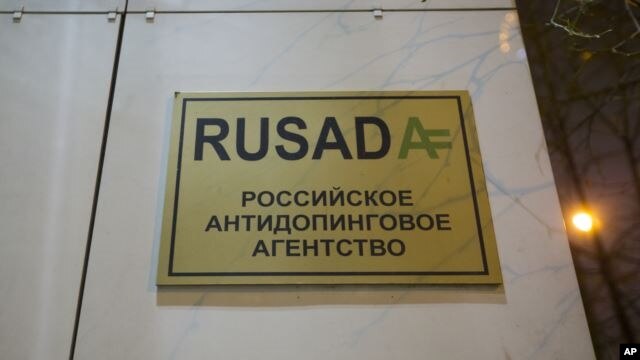 RUSADA
РОССИЙСКОЕ
АНТИДОПИНГОВОЕ
АГЕНТСТВО
AP